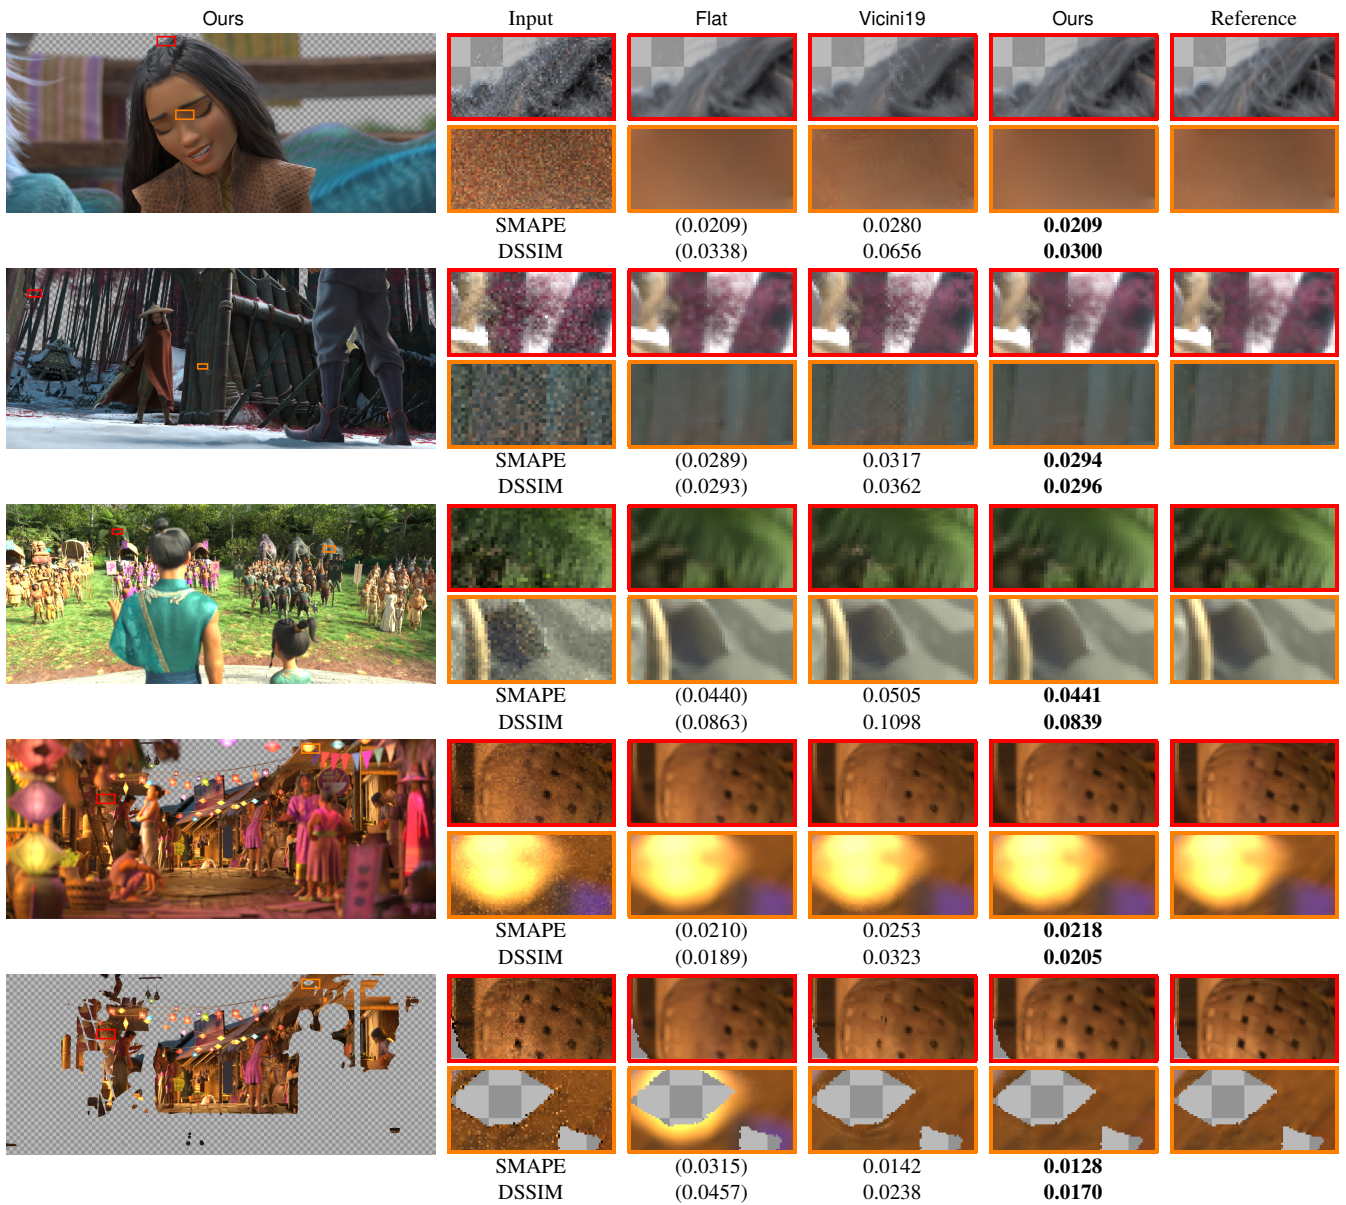 Ours Input Flat Vicini19 Ours Reference
SMAPE (0.0209) 0.0280 0.0209
DSSIM (0.0338) 0.0656 0.0300
SMAPE (0.0289) 0.0317 0.0294
DSSIM (0.0293) 0.0362 0.0296
SMAPE (0.0440) 0.0505 0.0441
DSSIM (0.0863) 0.1098 0.0839
SMAPE (0.0210) 0.0253 0.0218
DSSIM (0.0189) 0.0323 0.0205
SMAPE (0.0315) 0.0142 0.0128
DSSIM (0.0457) 0.0238 0.0170